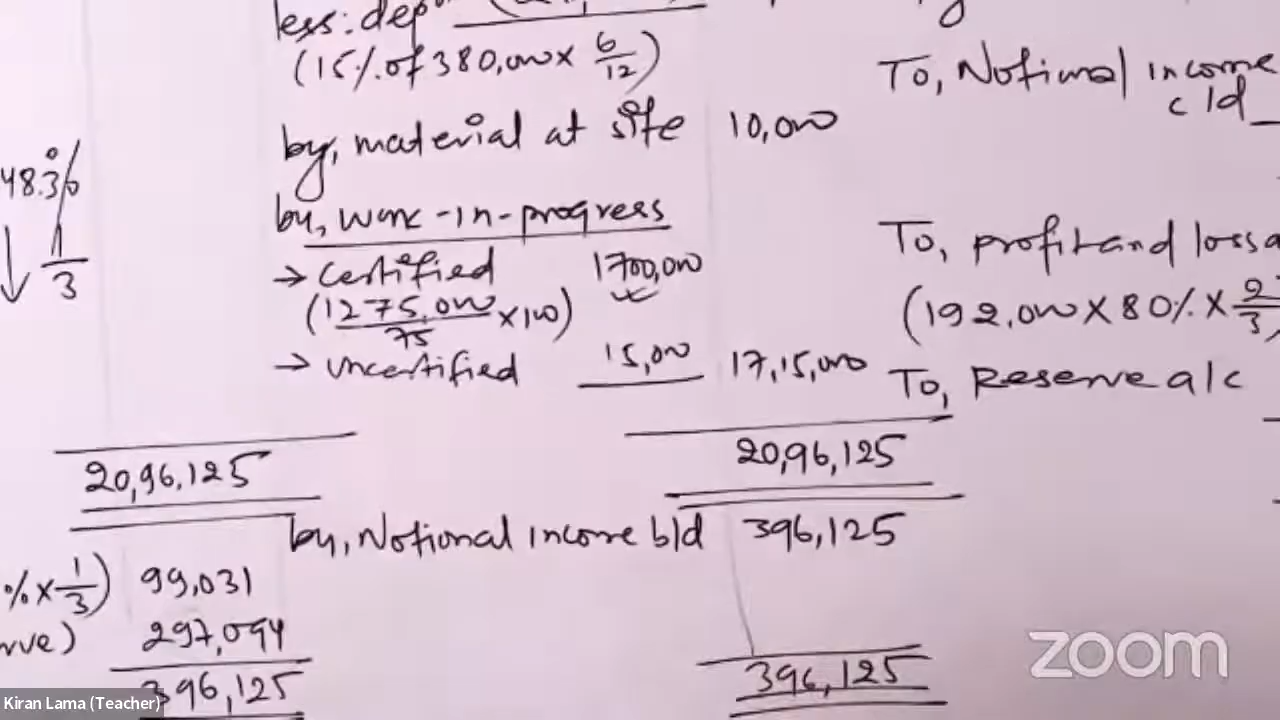 less: dep
(15% of 380,000 × 6/12)
To, Notional income
c/d
by, material at site 10,000
48.3%
1/3
by, work-in-progress
→ certified 1700,000
(1275,000/75 × 100)
→ uncertified 15,000 17,15,000
To, profit and loss a
(192,000 × 80% × 2/3)
To, Reserve a/c
20,96,125 20,96,125
by, Notional income b/d 396,125
% × 1/3) 99,031
rve) 297,094
396,125 396,125
zoom
Kiran Lama (Teacher)